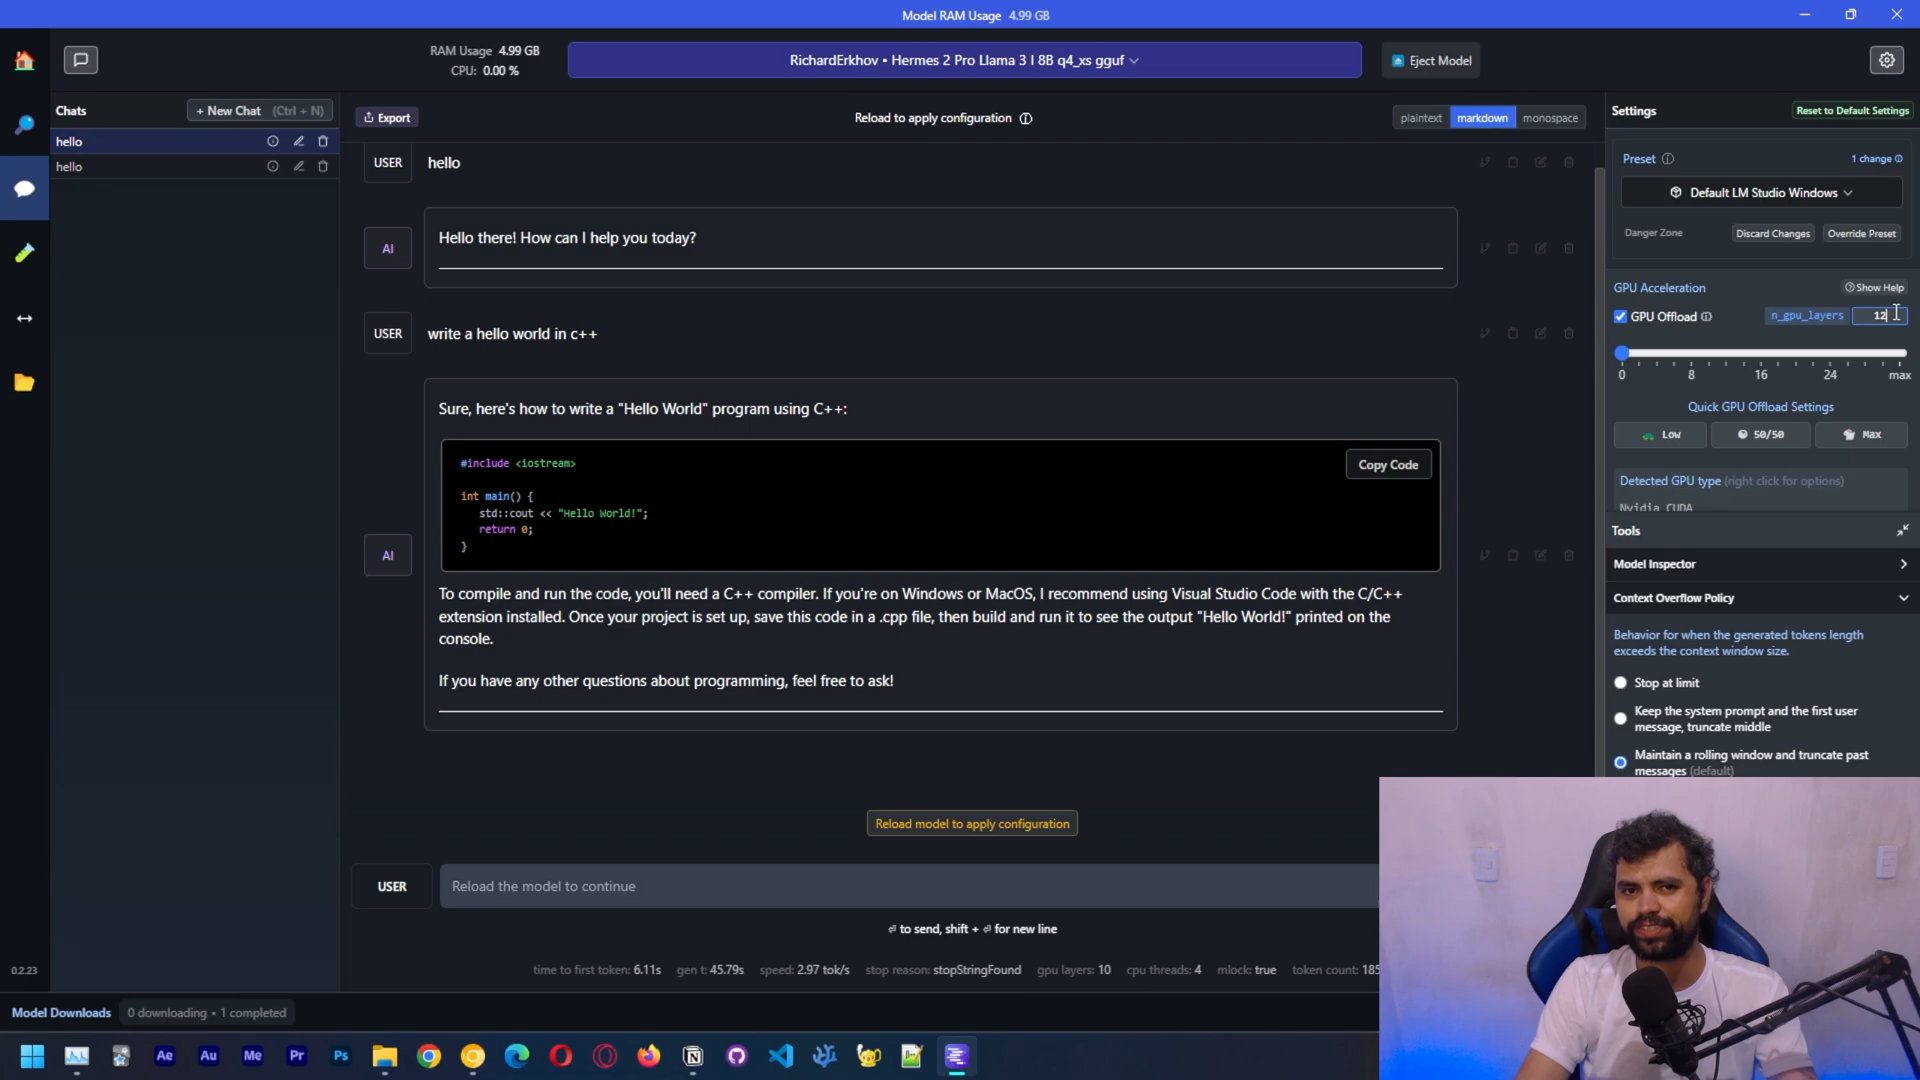 Model RAM Usage 4.99 GB
RAM Usage 4.99 GB
CPU: 0.00 %
RichardErkhov • Hermes 2 Pro Llama 3 I 8B q4_xs gguf
Eject Model
Chats
+ New Chat (Ctrl + N)
Export
Reload to apply configuration
plaintext
markdown
monospace
Settings
Reset to Default Settings
hello
hello
USER
hello
AI
Hello there! How can I help you today?
USER
write a hello world in c++
AI
Sure, here's how to write a "Hello World" program using C++:
#include <iostream>
Copy Code
int main() {
std::cout << "Hello World!";
return 0;
}
To compile and run the code, you'll need a C++ compiler. If you're on Windows or MacOS, I recommend using Visual Studio Code with the C/C++
extension installed. Once your project is set up, save this code in a .cpp file, then build and run it to see the output "Hello World!" printed on the
console.
If you have any other questions about programming, feel free to ask!
Reload model to apply configuration
USER
Reload the model to continue
⏎ to send, shift + ⏎ for new line
time to first token: 6.11s gen t: 45.79s speed: 2.97 tok/s stop reason: stopStringFound gpu layers: 10 cpu threads: 4 mlock: true token count: 185
Preset
1 change
Default LM Studio Windows
Danger Zone
Discard Changes
Override Preset
GPU Acceleration
Show Help
GPU Offload
n_gpu_layers
12
0 8 16 24 max
Quick GPU Offload Settings
Low
50/50
Max
Detected GPU type (right click for options)
Nvidia CUDA
Tools
Model Inspector
Context Overflow Policy
Behavior for when the generated tokens length
exceeds the context window size.
Stop at limit
Keep the system prompt and the first user
message, truncate middle
Maintain a rolling window and truncate past
messages (default)
0.2.23
Model Downloads
0 downloading • 1 completed
Ae
Au
Me
Pr
Ps